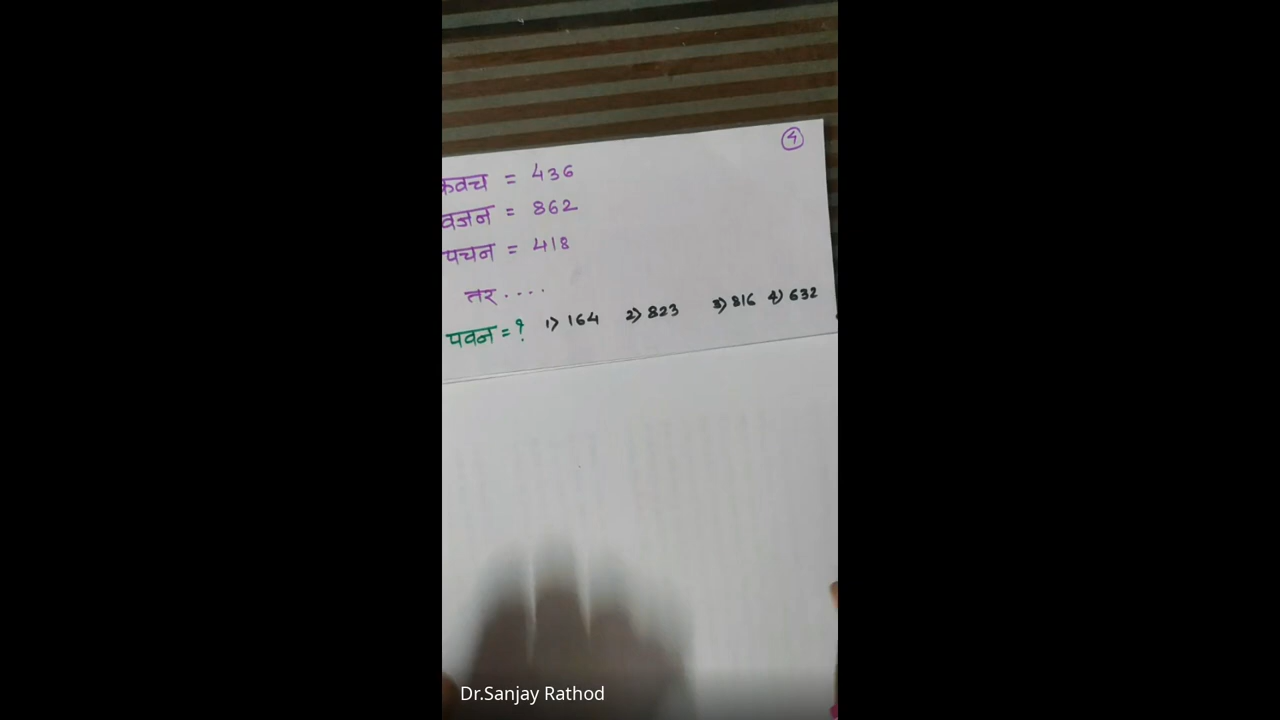 ५
कवच = 436
वजन = 862
पचन = 418
तर....
पवन = ? 1) 164 2) 823 3) 816 4) 632
Dr.Sanjay Rathod